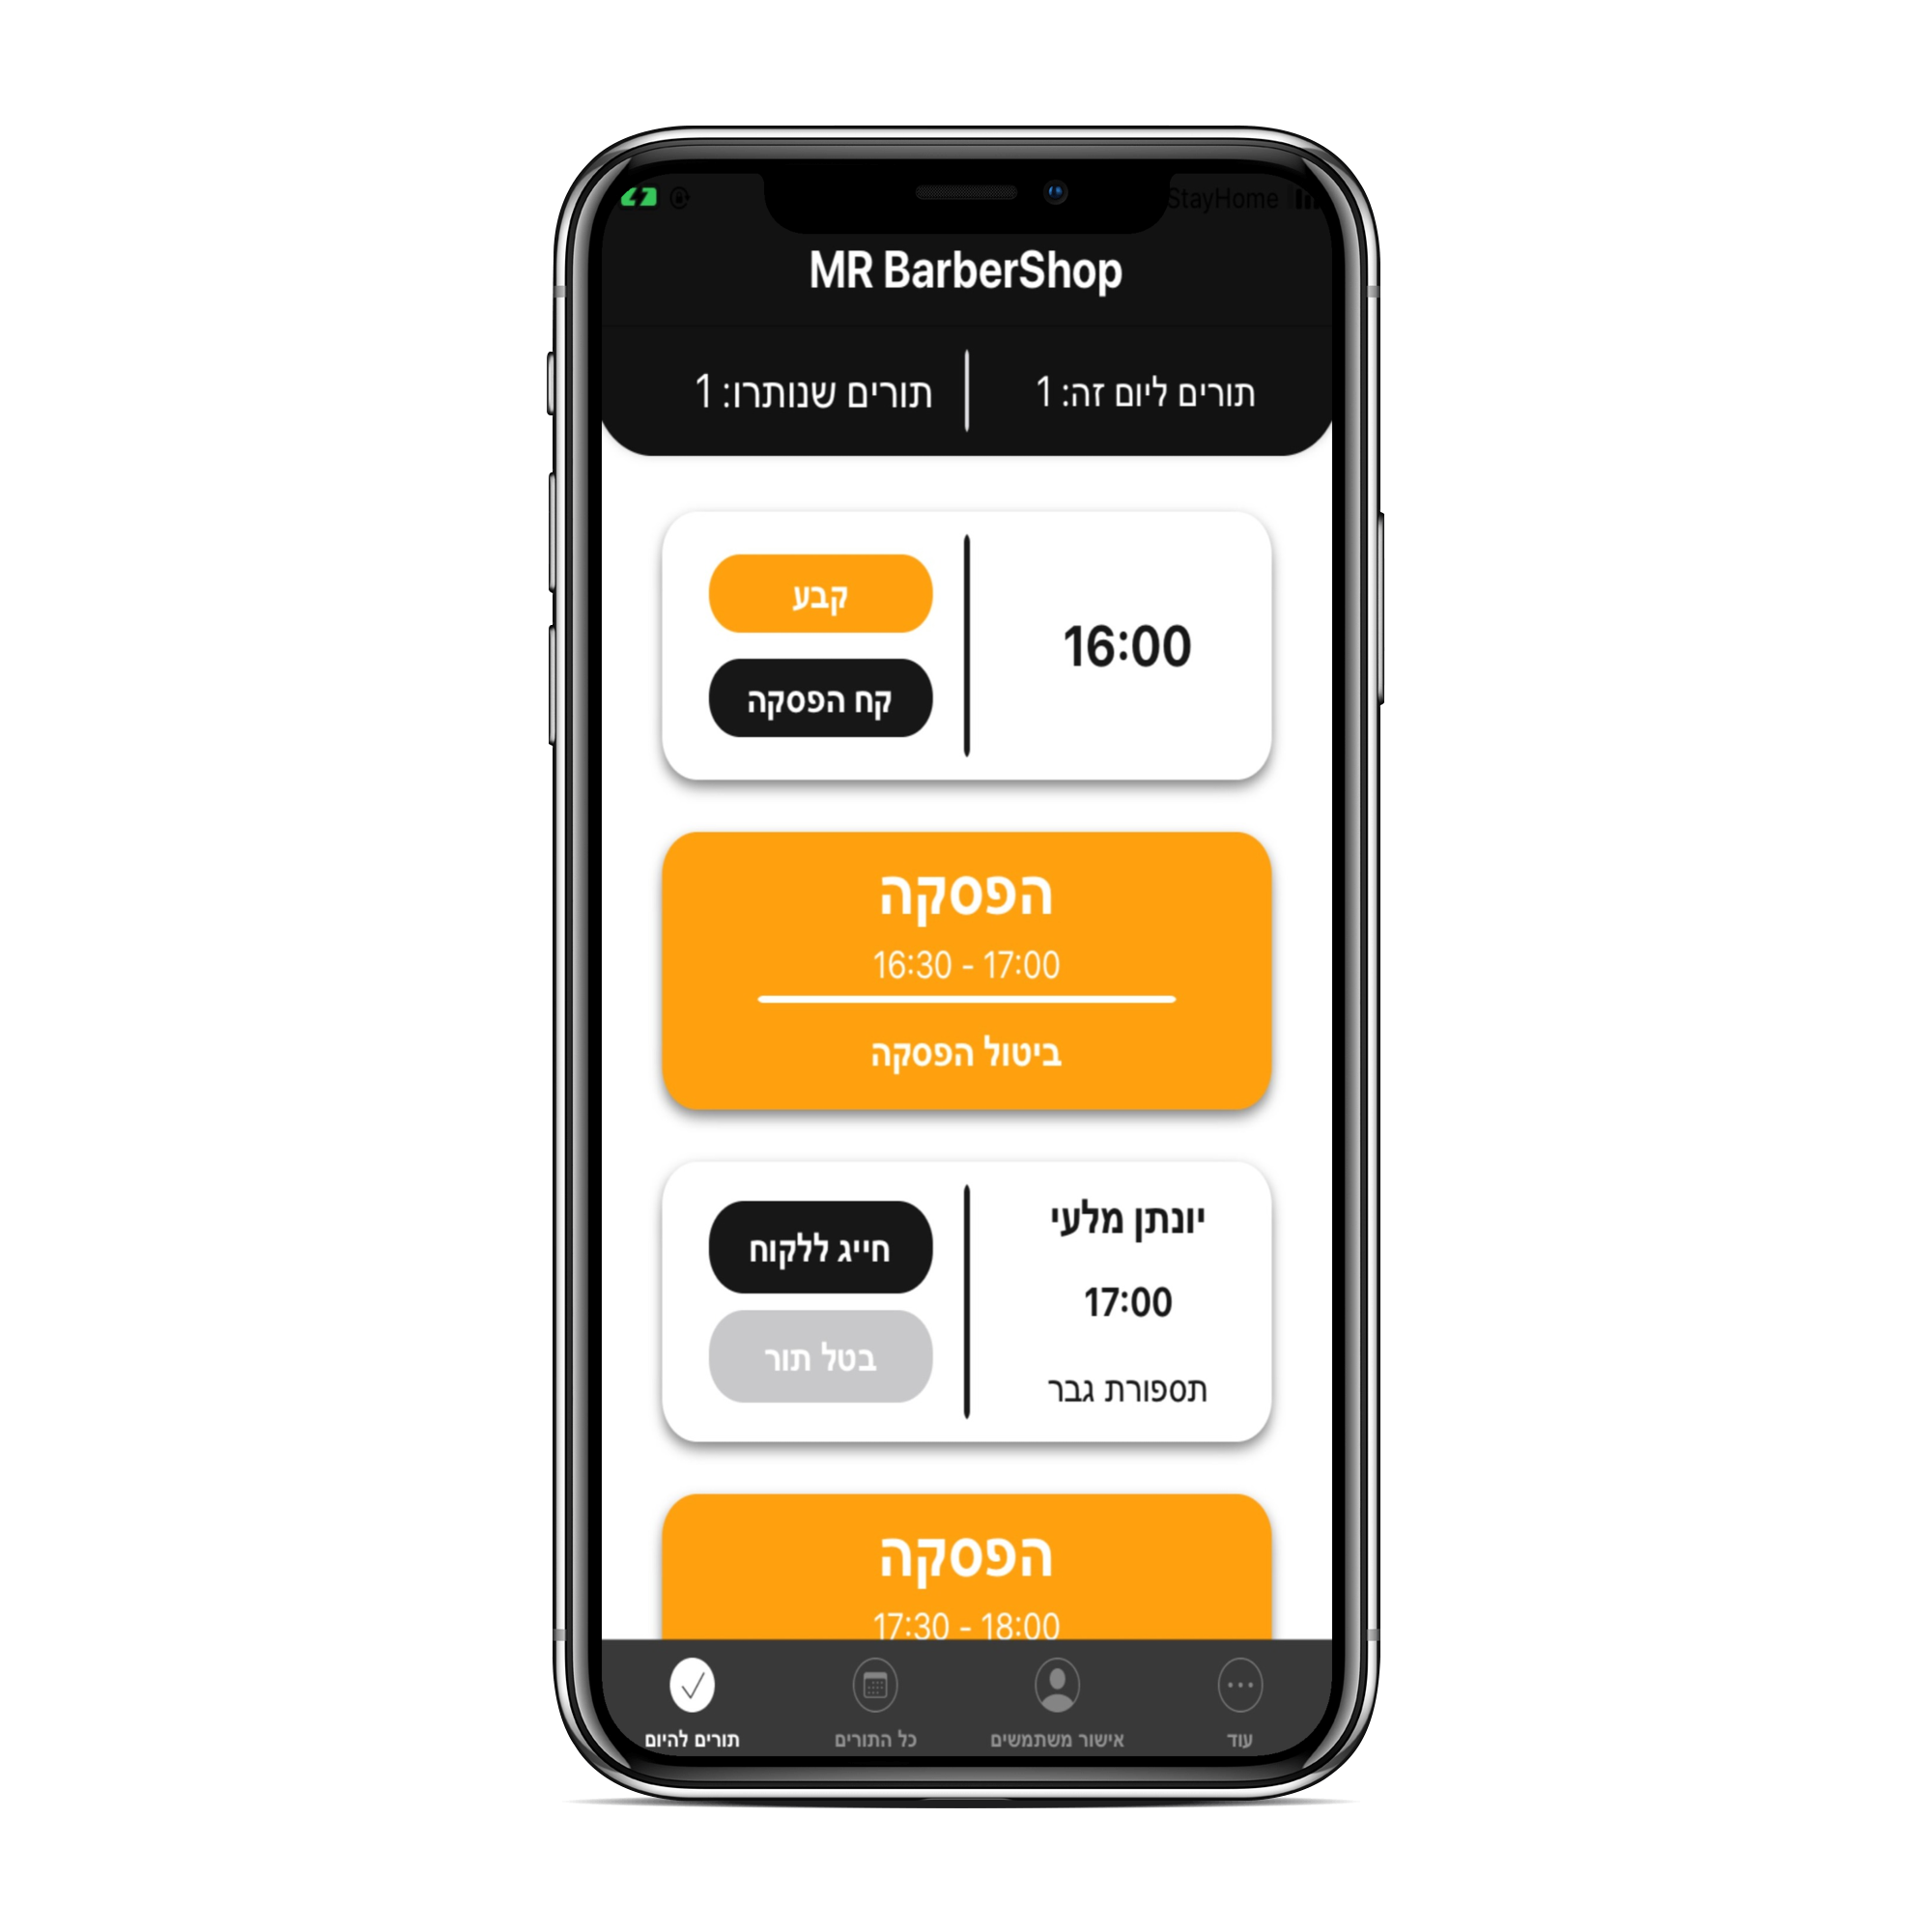 StayHome
MR BarberShop
תורים ליום זה: 1
תורים שנותרו: 1
16:00
קבע
קח הפסקה
הפסקה
16:30 - 17:00
ביטול הפסקה
יונתן מלעי
17:00
תספורת גבר
חייג ללקוח
בטל תור
הפסקה
17:30 - 18:00
עוד
אישור משתמשים
כל התורים
תורים להיום